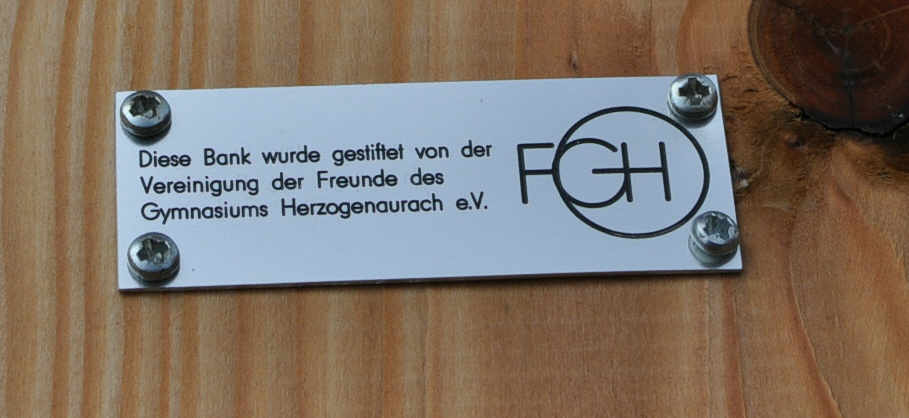 Diese Bank wurde gestiftet von der
Vereinigung der Freunde des
Gymnasiums Herzogenaurach e.V.
FGH